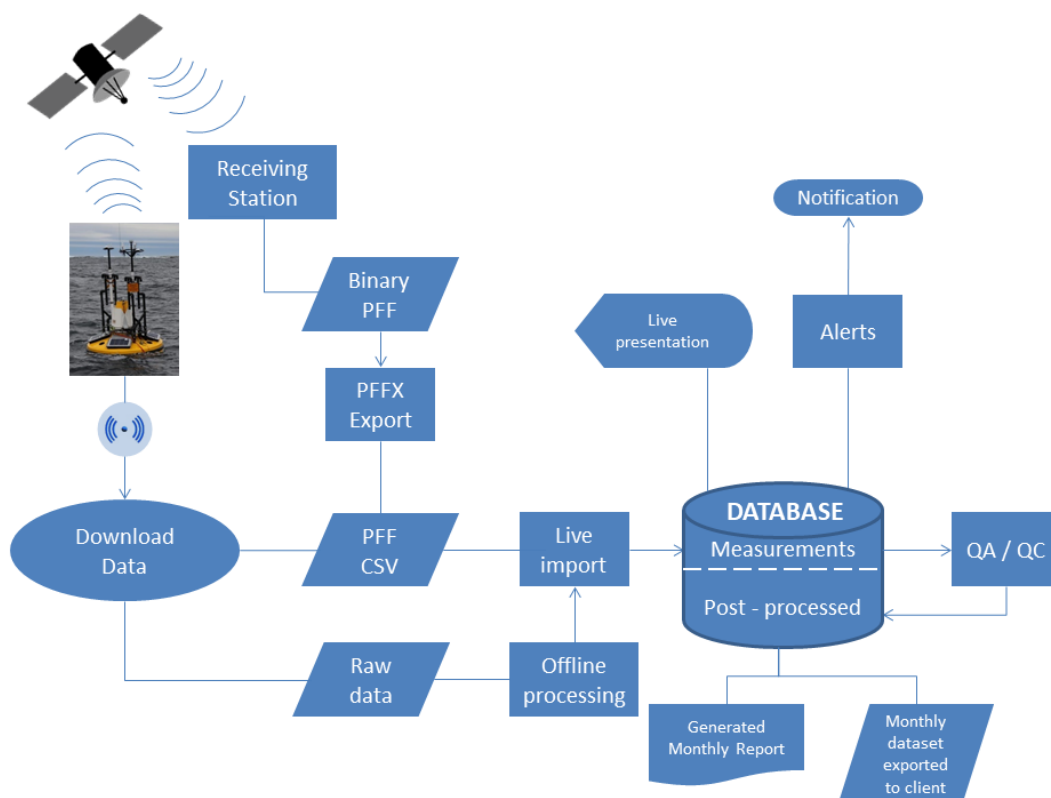 Receiving
Station
Notification
Binary
PFF
Live
presentation
Alerts
PFFX
Export
DATABASE
Measurements
Post - processed
Download
Data
PFF
CSV
Live
import
QA / QC
Raw
data
Offline
processing
Generated
Monthly Report
Monthly
dataset
exported
to client